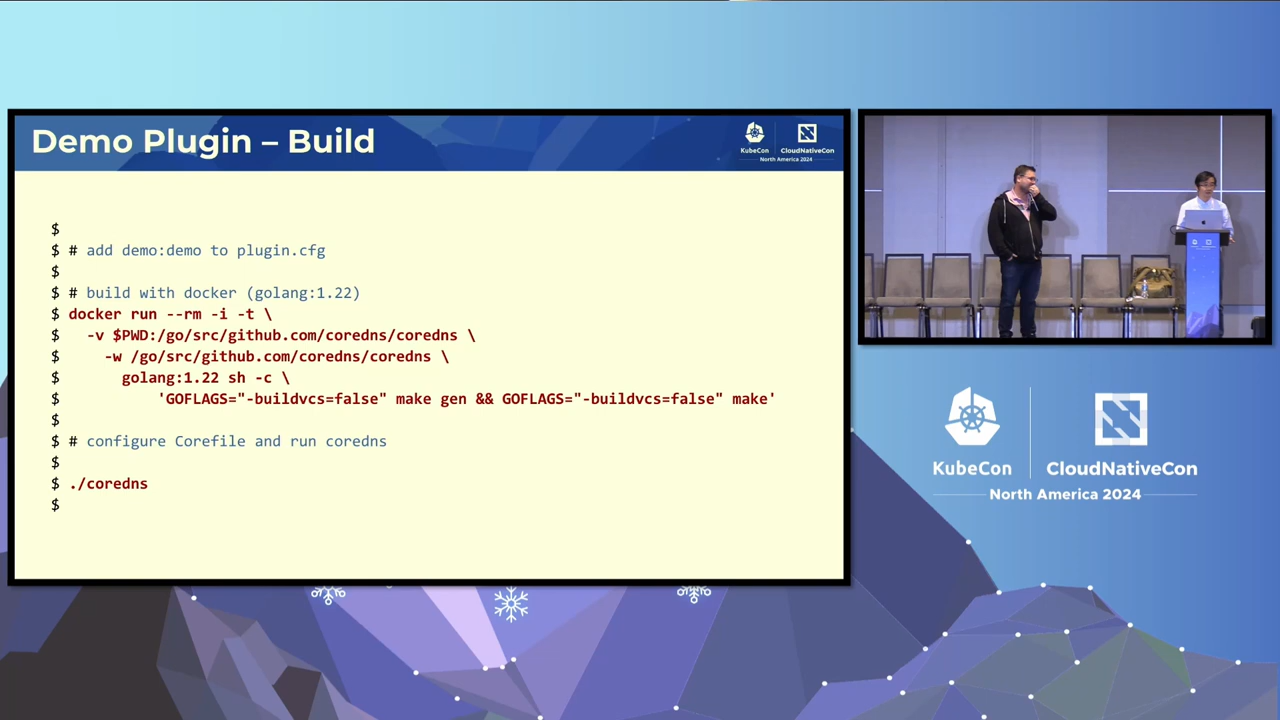 Demo Plugin – Build
KubeCon
CloudNativeCon
North America 2024
$
$ # add demo:demo to plugin.cfg
$
$ # build with docker (golang:1.22)
$ docker run --rm -i -t \
$ -v $PWD:/go/src/github.com/coredns/coredns \
$ -w /go/src/github.com/coredns/coredns \
$ golang:1.22 sh -c \
$ 'GOFLAGS="-buildvcs=false" make gen && GOFLAGS="-buildvcs=false" make'
$
$ # configure Corefile and run coredns
$
$ ./coredns
$
KubeCon
CloudNativeCon
North America 2024